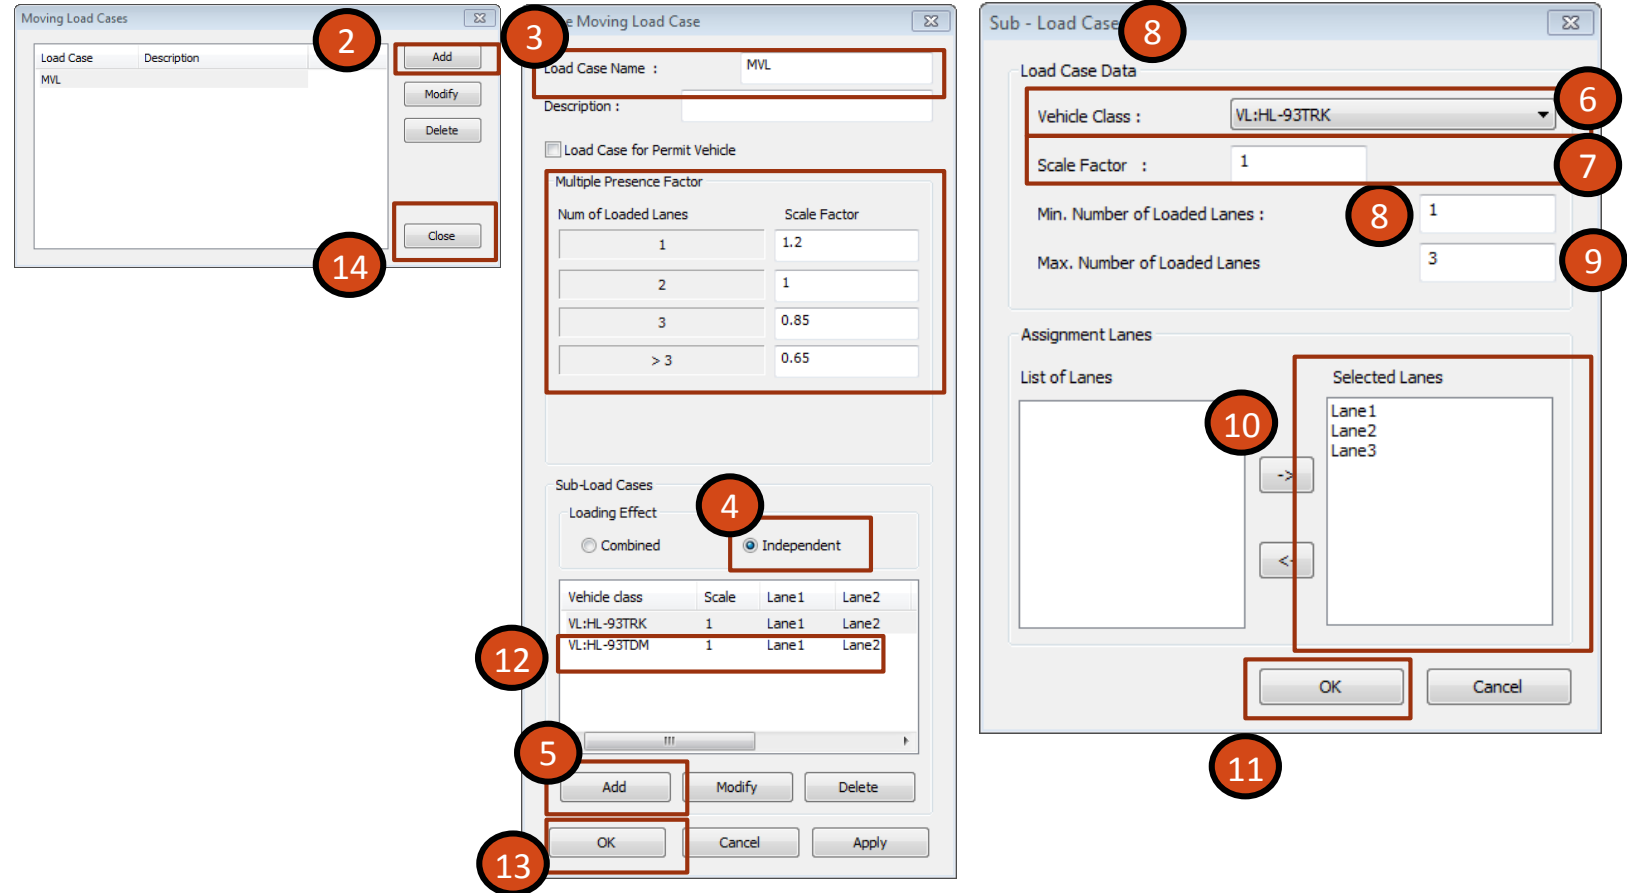 Moving Load Cases
2
Load Case Description
MVL
Add
Modify
Delete
Close
14
3
e Moving Load Case
Load Case Name : MVL
Description :
Load Case for Permit Vehicle
Multiple Presence Factor
Num of Loaded Lanes Scale Factor
1 1.2
2 1
3 0.85
> 3 0.65
Sub-Load Cases
Loading Effect
4
Combined Independent
Vehicle class Scale Lane1 Lane2
VL:HL-93TRK 1 Lane1 Lane2
VL:HL-93TDM 1 Lane1 Lane2
12
5
Add Modify Delete
OK Cancel Apply
13
Sub - Load Case
8
Load Case Data
Vehicle Class : VL:HL-93TRK
6
Scale Factor : 1
7
Min. Number of Loaded Lanes : 1
8
Max. Number of Loaded Lanes 3
9
Assignment Lanes
List of Lanes Selected Lanes
10
Lane1
Lane2
Lane3
->
<-
OK Cancel
11